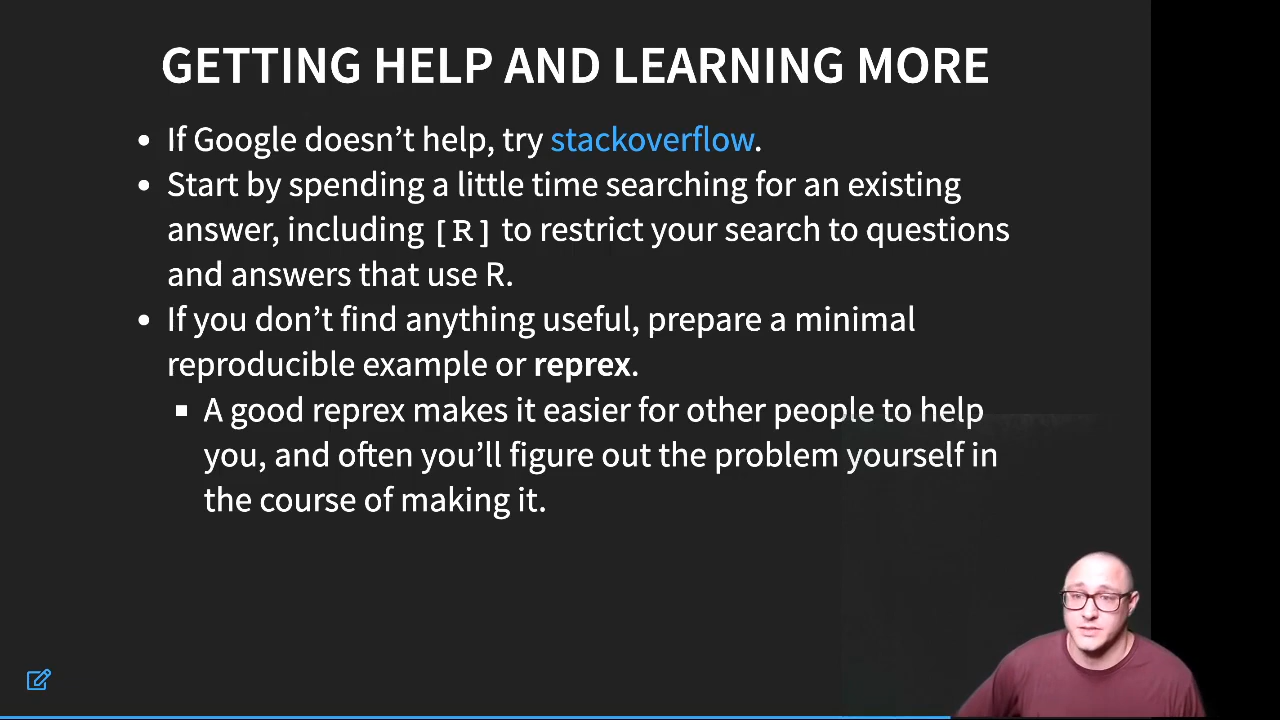 GETTING HELP AND LEARNING MORE
If Google doesn’t help, try stackoverflow.
Start by spending a little time searching for an existing
answer, including [R] to restrict your search to questions
and answers that use R.
If you don’t find anything useful, prepare a minimal
reproducible example or reprex.
A good reprex makes it easier for other people to help
you, and often you’ll figure out the problem yourself in
the course of making it.